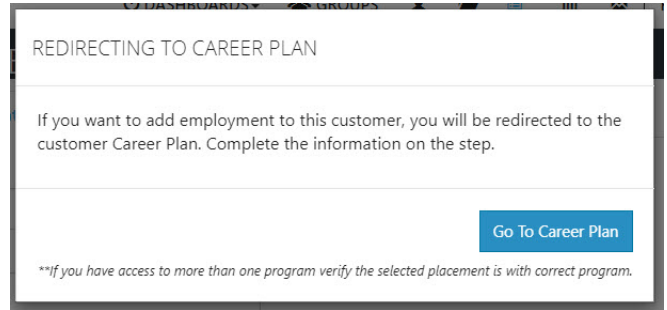 DASHBOARDS GROUPS
REDIRECTING TO CAREER PLAN
If you want to add employment to this customer, you will be redirected to the
customer Career Plan. Complete the information on the step.
Go To Career Plan
**If you have access to more than one program verify the selected placement is with correct program.